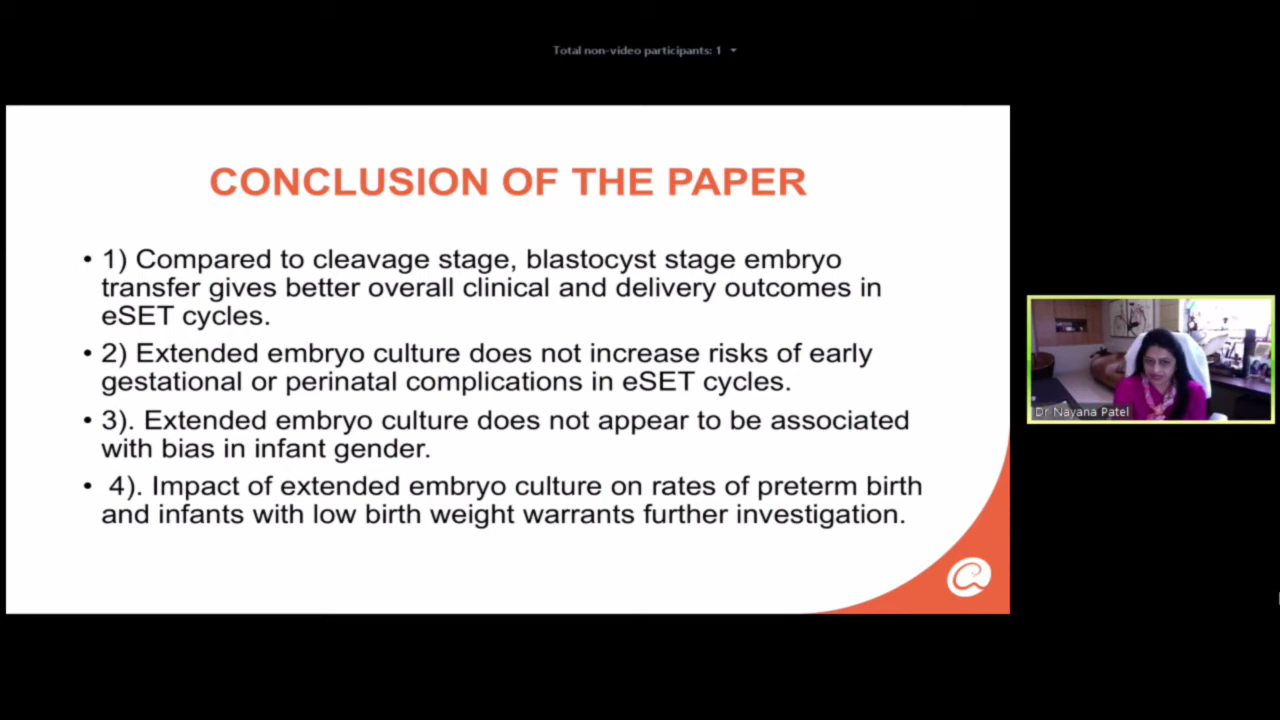 Total non-video participants: 1
CONCLUSION OF THE PAPER
• 1) Compared to cleavage stage, blastocyst stage embryo
transfer gives better overall clinical and delivery outcomes in
eSET cycles.
• 2) Extended embryo culture does not increase risks of early
gestational or perinatal complications in eSET cycles.
• 3). Extended embryo culture does not appear to be associated
with bias in infant gender.
• 4). Impact of extended embryo culture on rates of preterm birth
and infants with low birth weight warrants further investigation.
Dr Nayana Patel